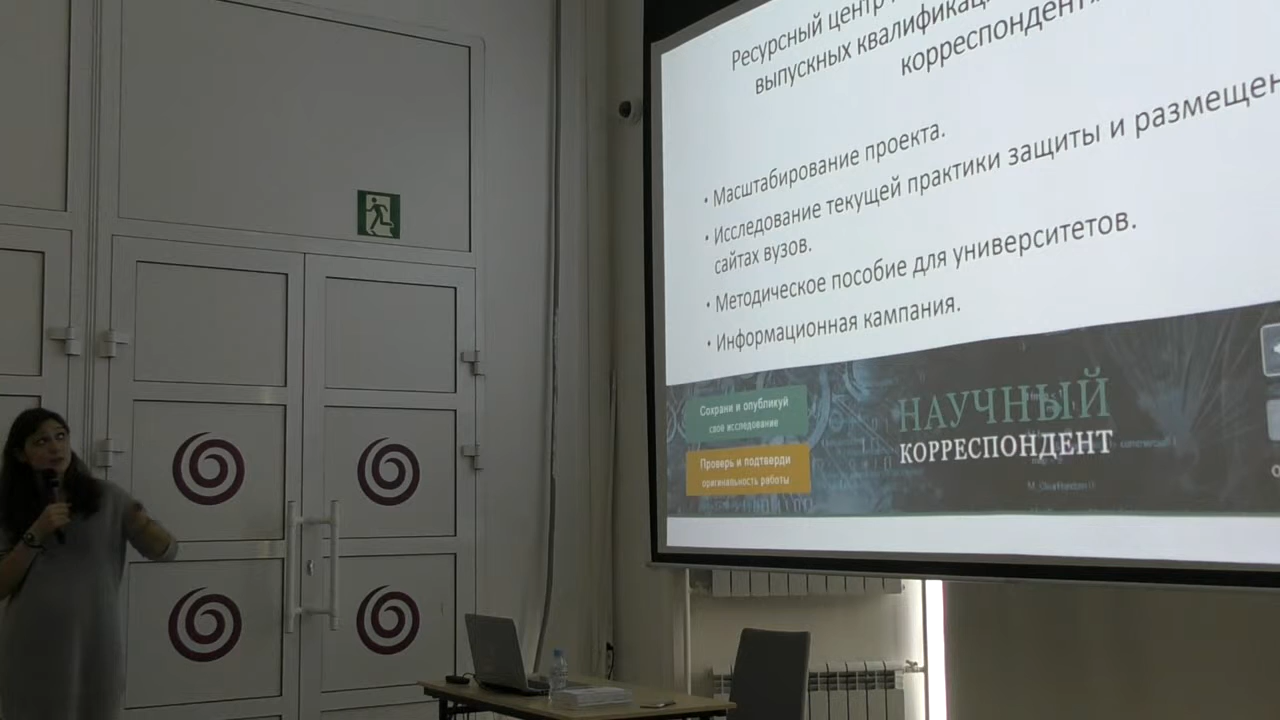 Ресурсный центр
выпускных квалификац
корреспондент
• Масштабирование проекта.
• Исследование текущей практики защиты и размещен
сайтах вузов.
• Методическое пособие для университетов.
• Информационная кампания.
Сохрани и опубликуй
своё исследование
Проверь и подтверди
оригинальность работы
НАУЧНЫЙ
КОРРЕСПОНДЕНТ